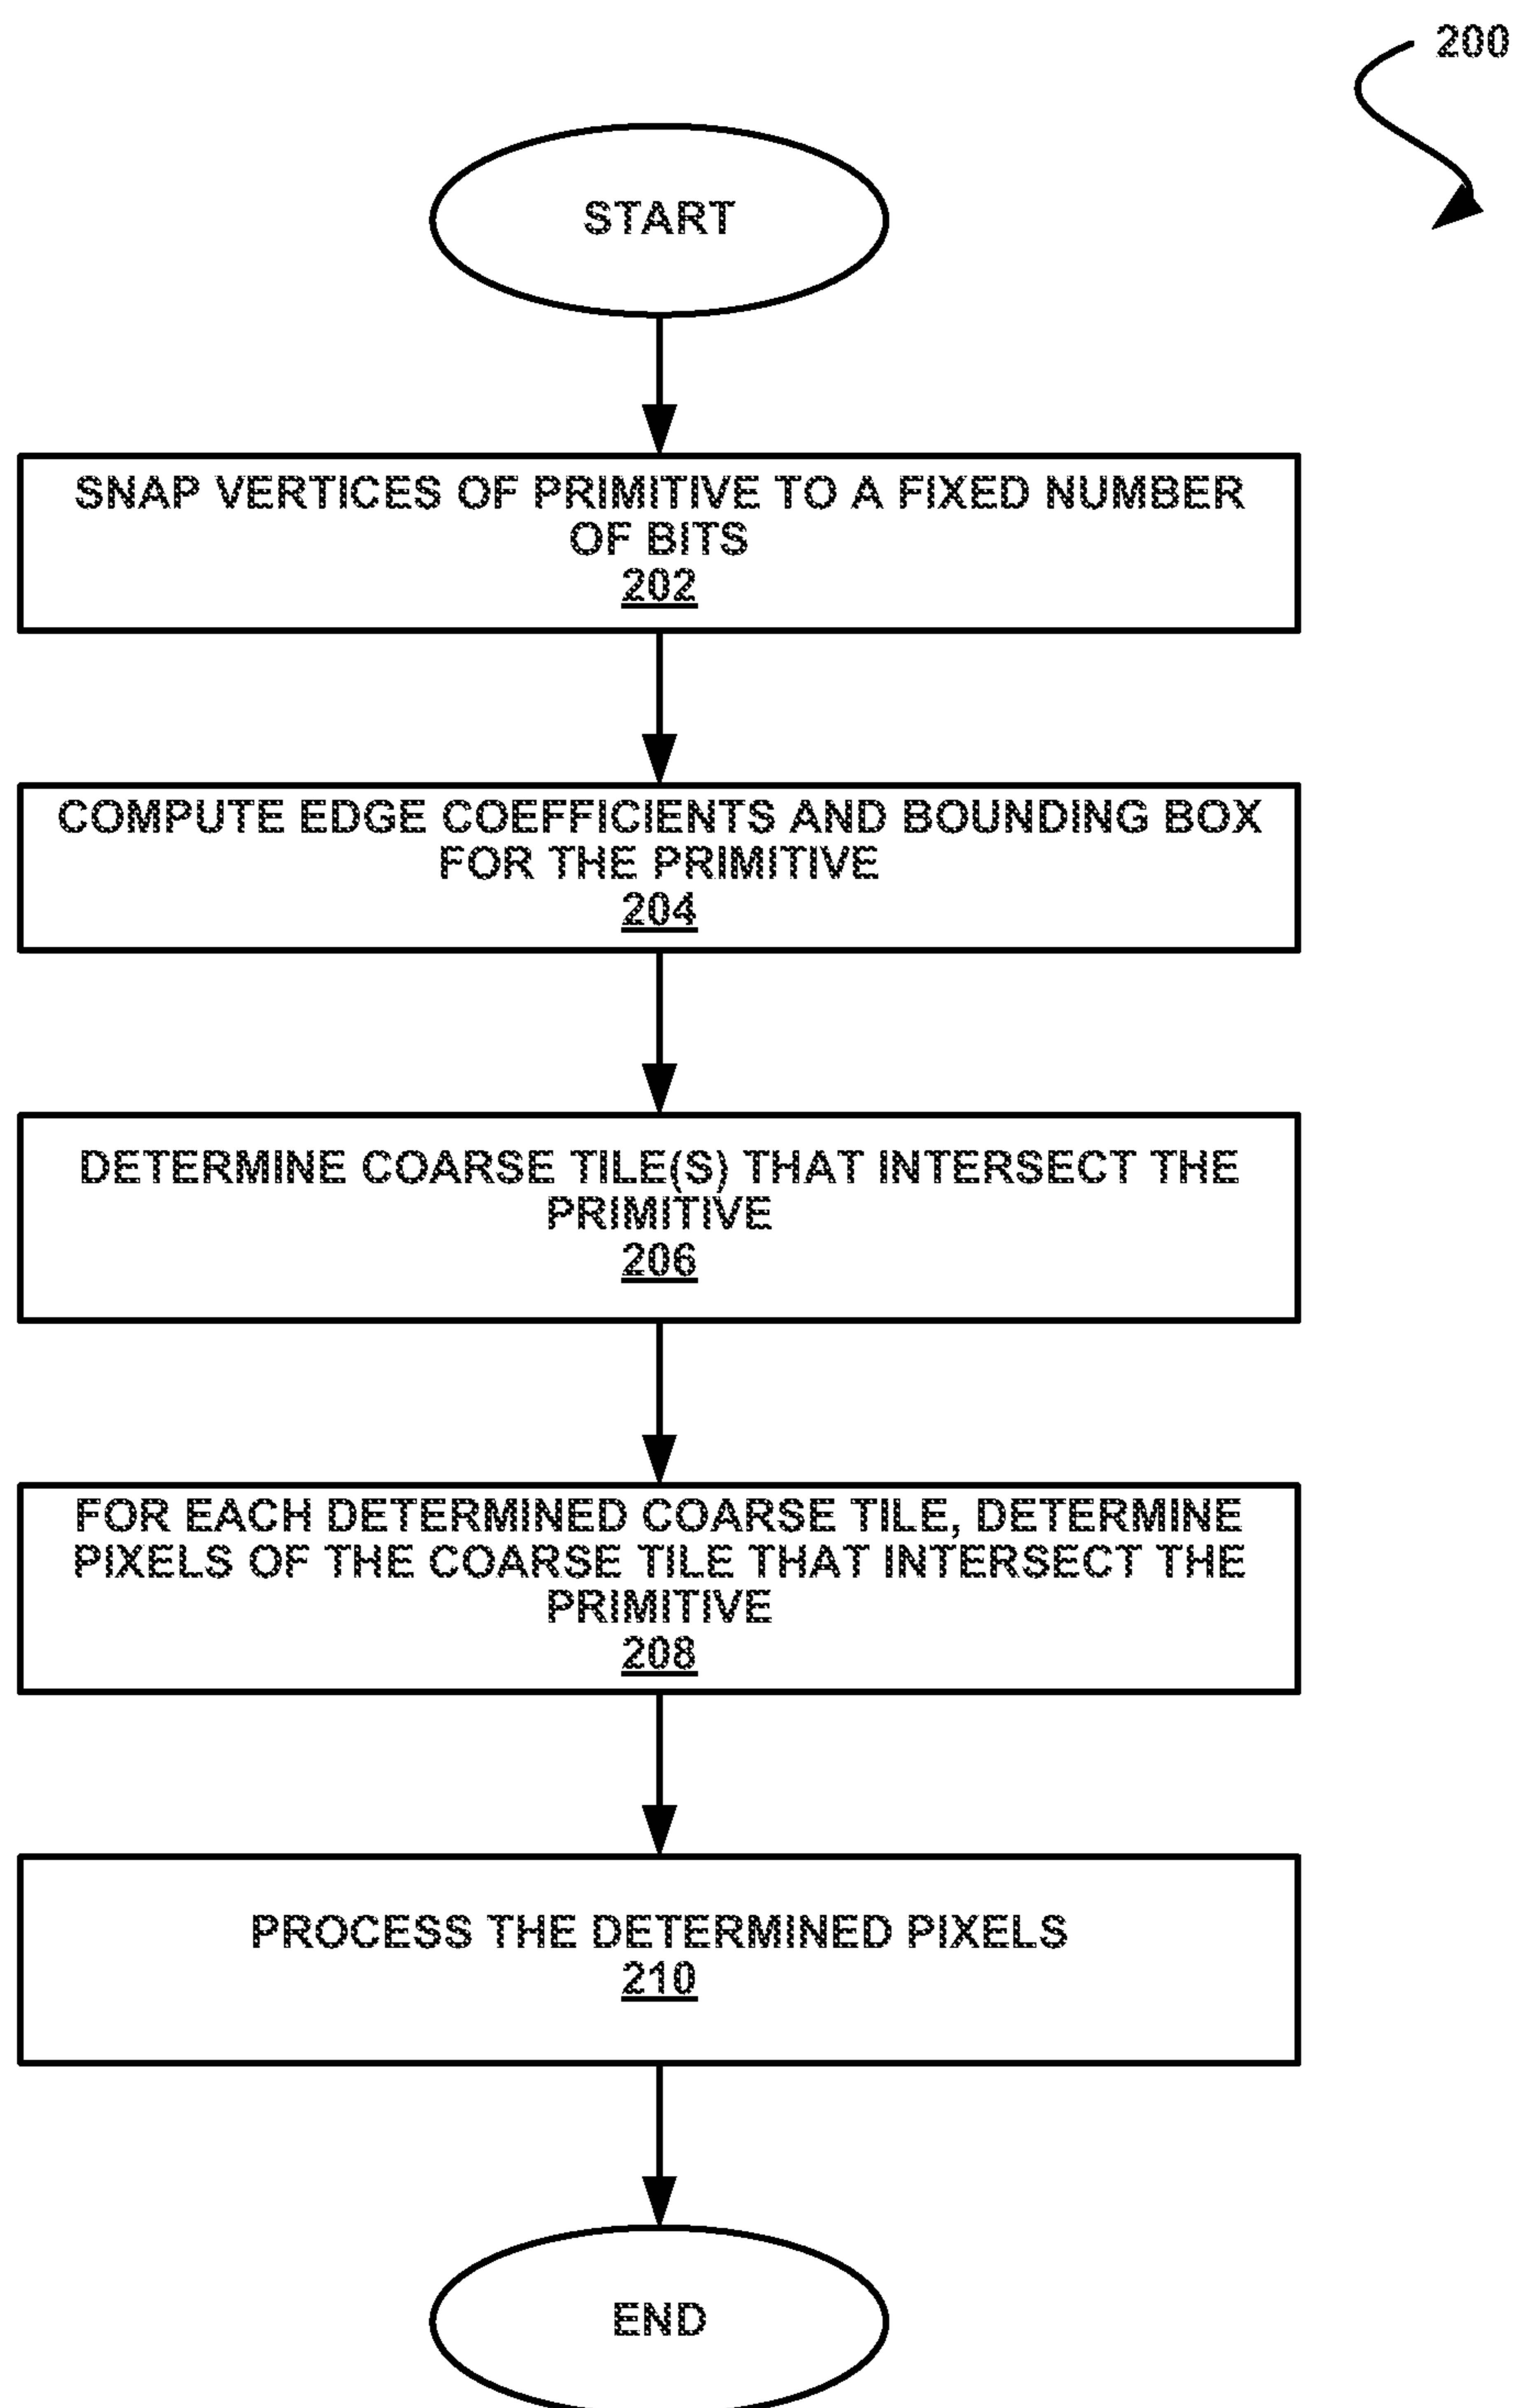 200
START
SNAP VERTICES OF PRIMITIVE TO A FIXED NUMBER
OF BITS
202
COMPUTE EDGE COEFFICIENTS AND BOUNDING BOX
FOR THE PRIMITIVE
204
DETERMINE COARSE TILE(S) THAT INTERSECT THE
PRIMITIVE
206
FOR EACH DETERMINED COARSE TILE, DETERMINE
PIXELS OF THE COARSE TILE THAT INTERSECT THE
PRIMITIVE
208
PROCESS THE DETERMINED PIXELS
210
END